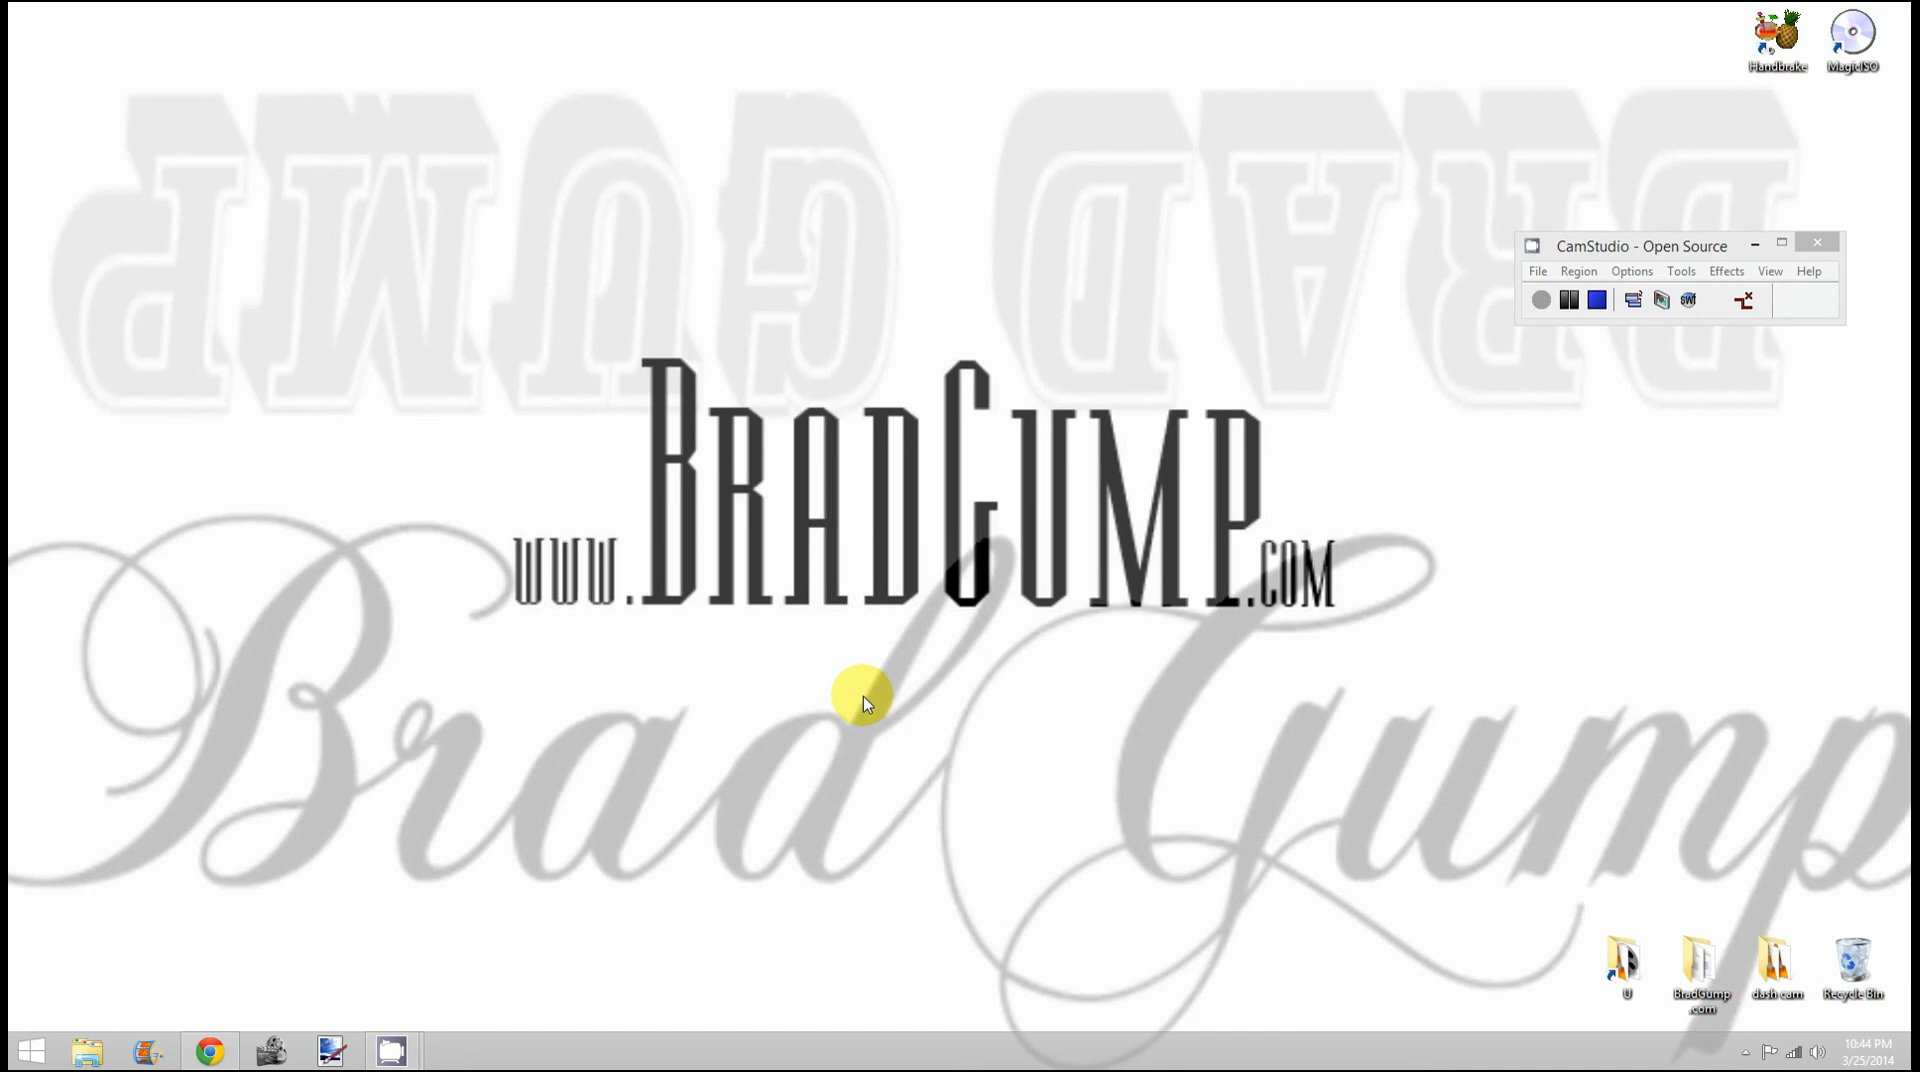 Handbrake
MagicISO
BRAD GUMP
CamStudio - Open Source
File Region Options Tools Effects View Help
SWF
www.BradGump.com
Brad Gump
U
BradGump
.com
dash cam
Recycle Bin
10:44 PM
3/25/2014